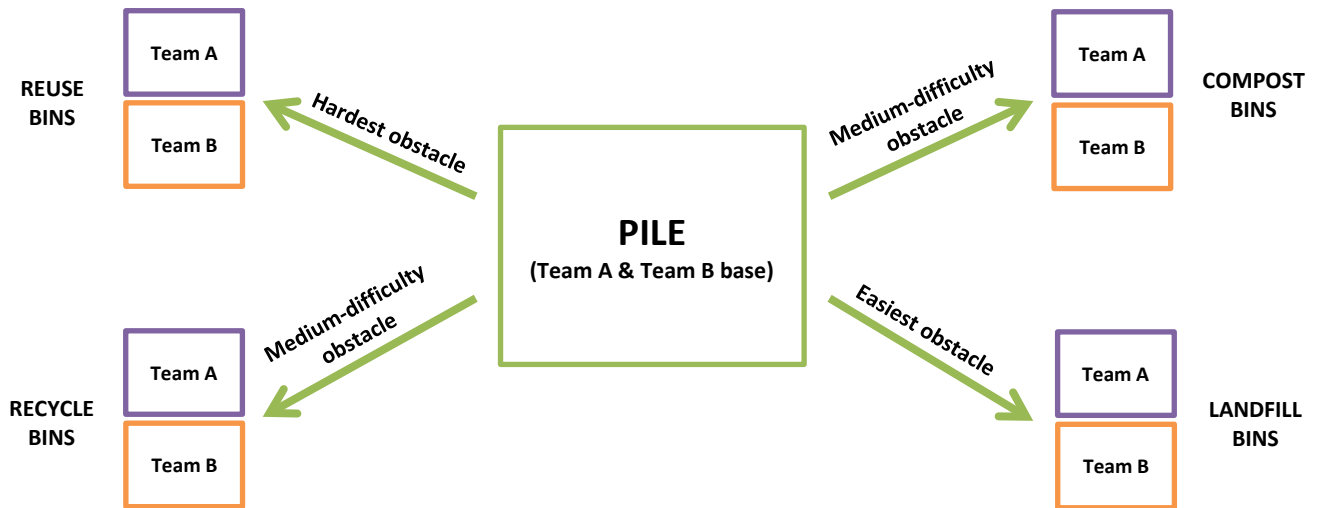 REUSE
BINS
Team A
Team B
Hardest obstacle
Medium-difficulty
obstacle
Team A
Team B
COMPOST
BINS
PILE
(Team A & Team B base)
RECYCLE
BINS
Team A
Team B
Medium-difficulty
obstacle
Easiest obstacle
Team A
Team B
LANDFILL
BINS